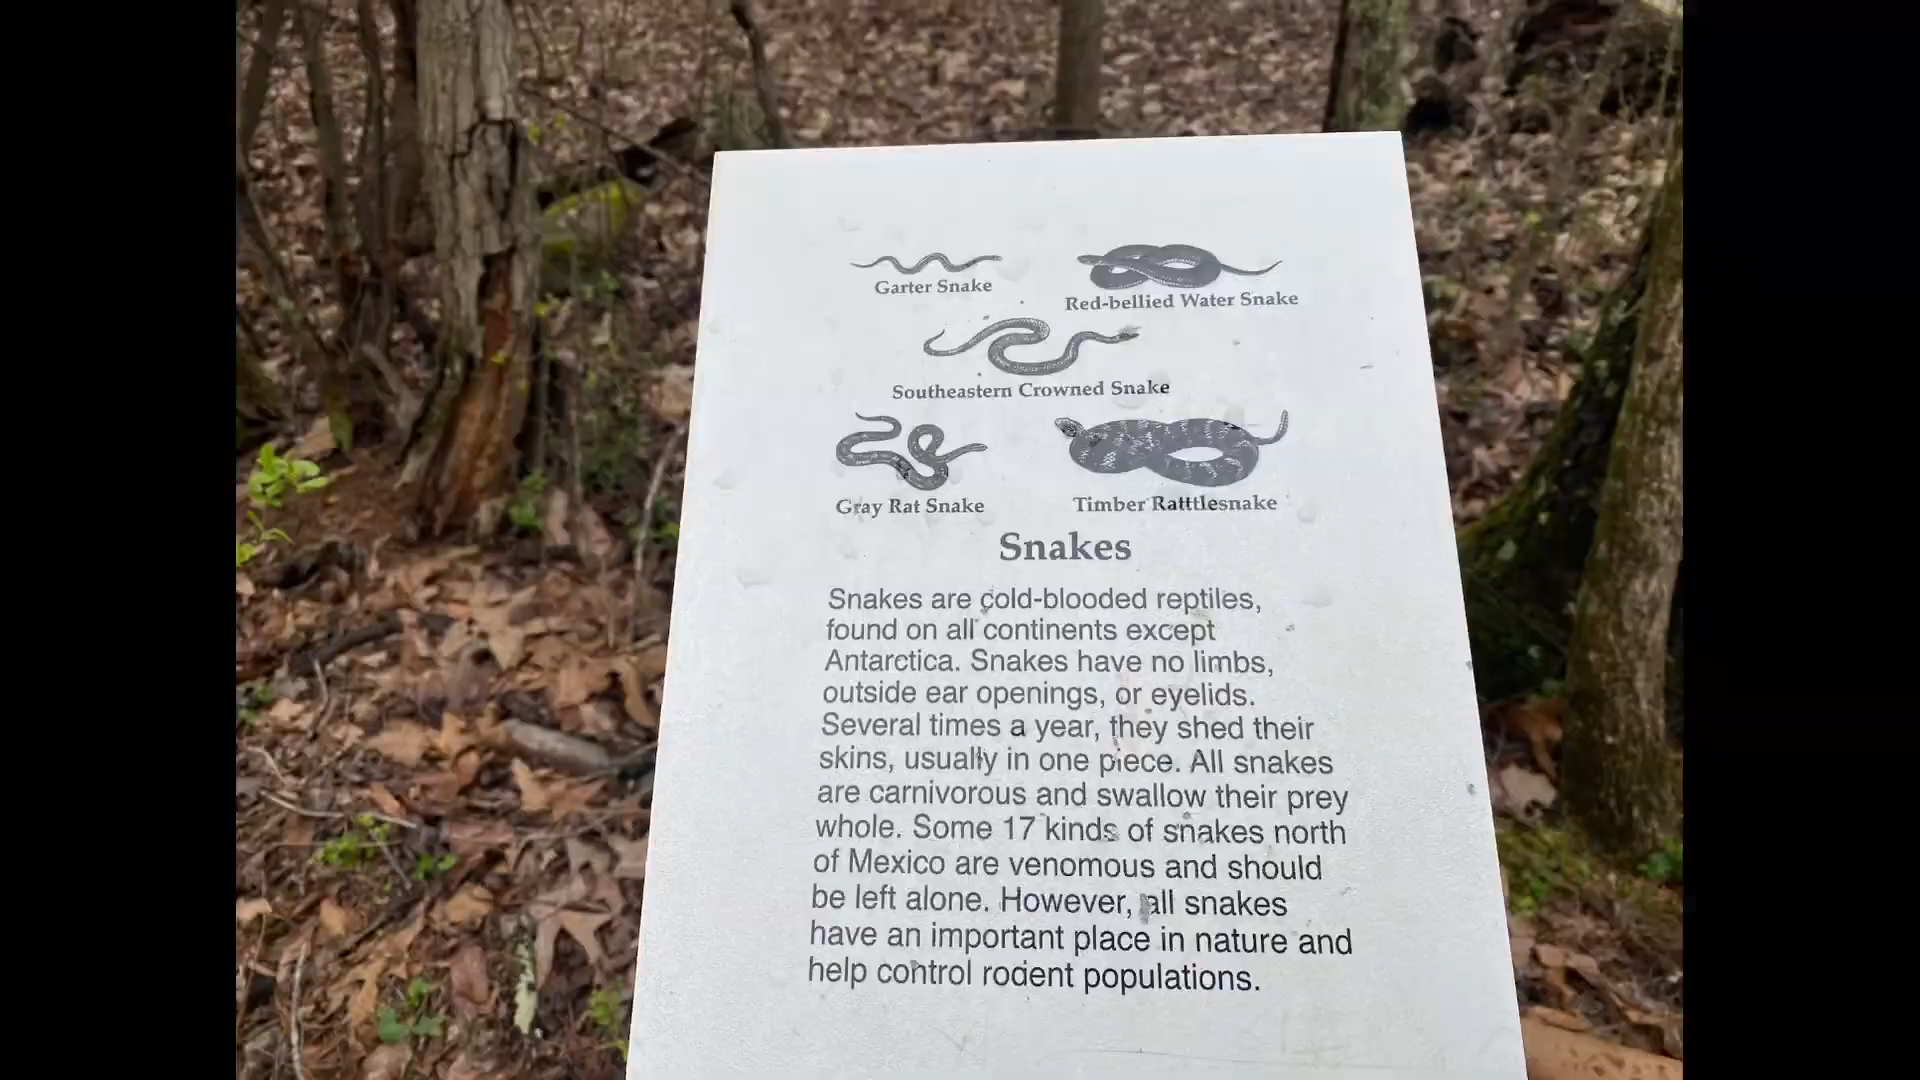 Garter Snake
Red-bellied Water Snake
Southeastern Crowned Snake
Gray Rat Snake
Timber Ratttlesnake
Snakes
Snakes are cold-blooded reptiles,
found on all continents except
Antarctica. Snakes have no limbs,
outside ear openings, or eyelids.
Several times a year, they shed their
skins, usually in one piece. All snakes
are carnivorous and swallow their prey
whole. Some 17 kinds of snakes north
of Mexico are venomous and should
be left alone. However, all snakes
have an important place in nature and
help control rodent populations.